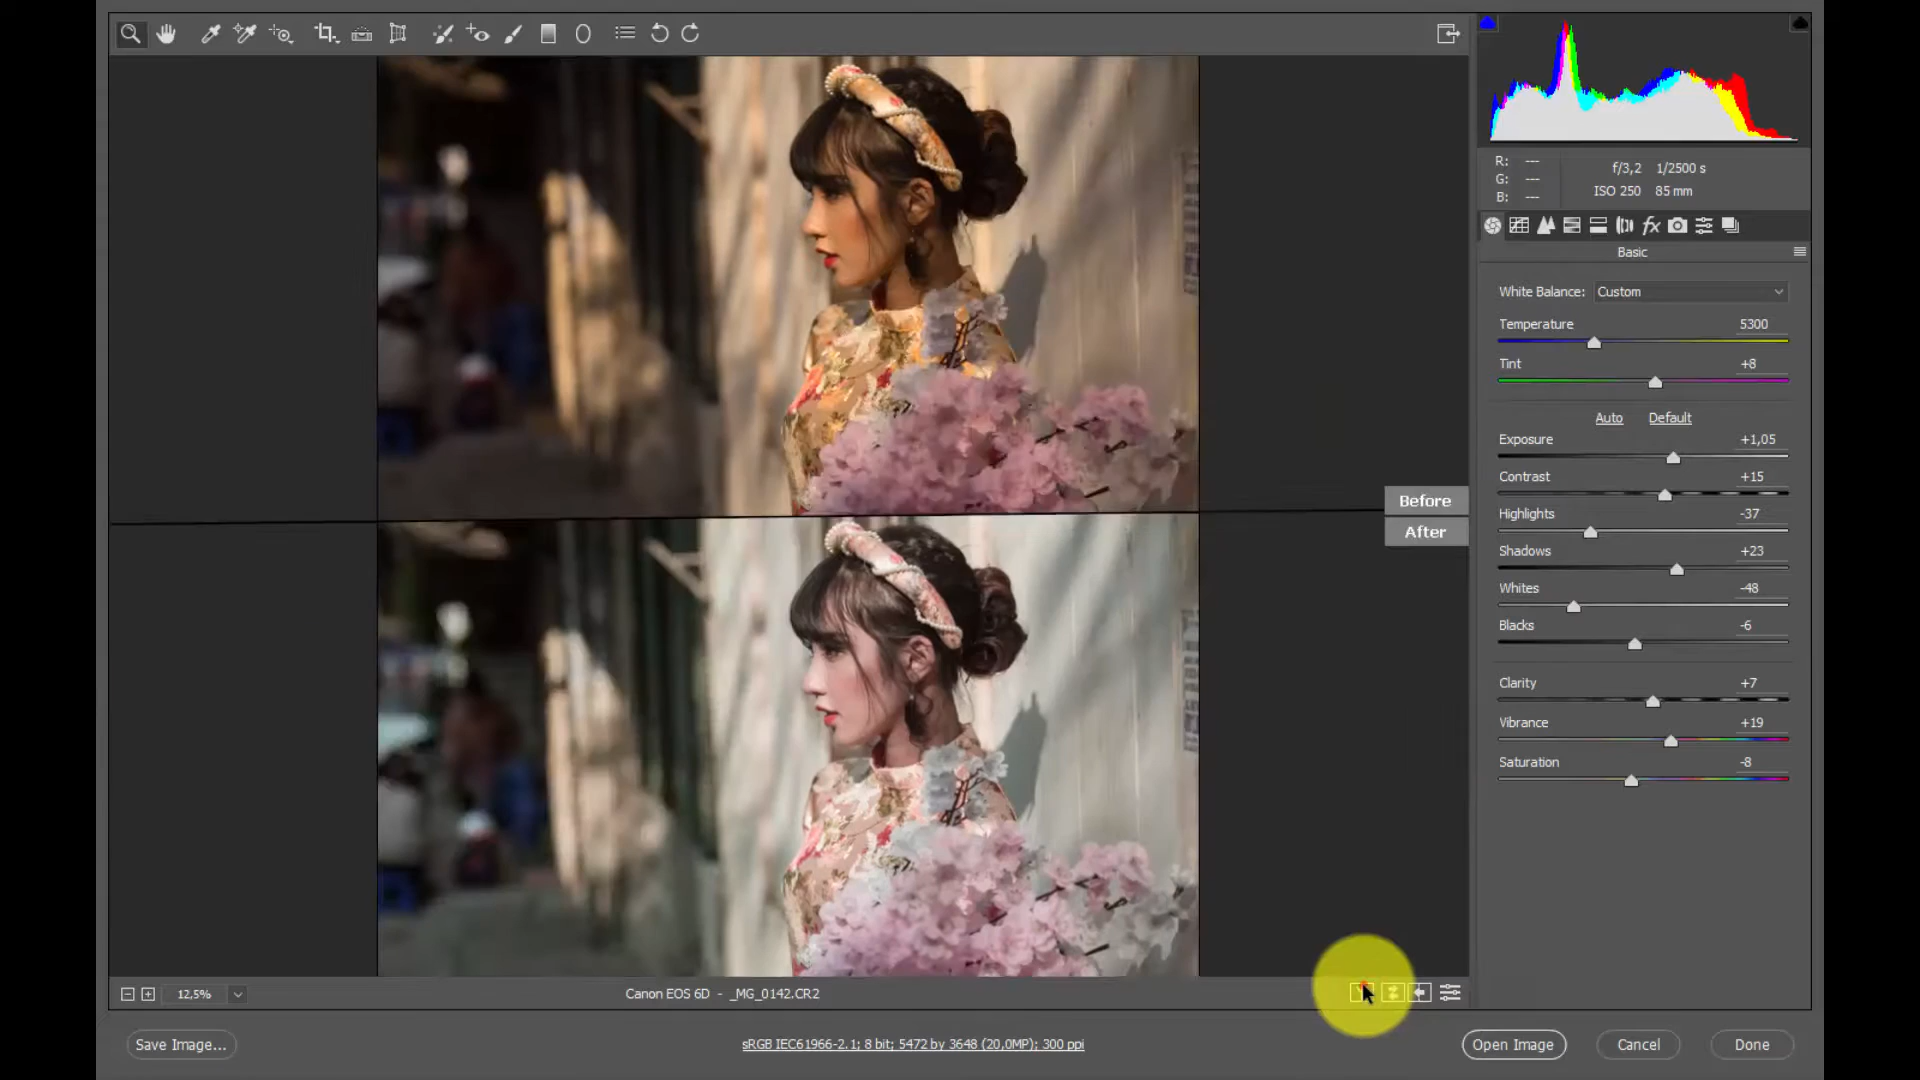 R: ---
G: ---
B: ---
f/3,2 1/2500 s
ISO 250 85 mm
fx
Basic
White Balance: Custom
Temperature 5300
Tint +8
Auto Default
Exposure +1,05
Contrast +15
Highlights -37
Shadows +23
Whites -48
Blacks -6
Clarity +7
Vibrance +19
Saturation -8
Before
After
12,5%
Canon EOS 6D - _MG_0142.CR2
Save Image...
sRGB IEC61966-2.1; 8 bit; 5472 by 3648 (20,0MP); 300 ppi
Open Image
Cancel
Done